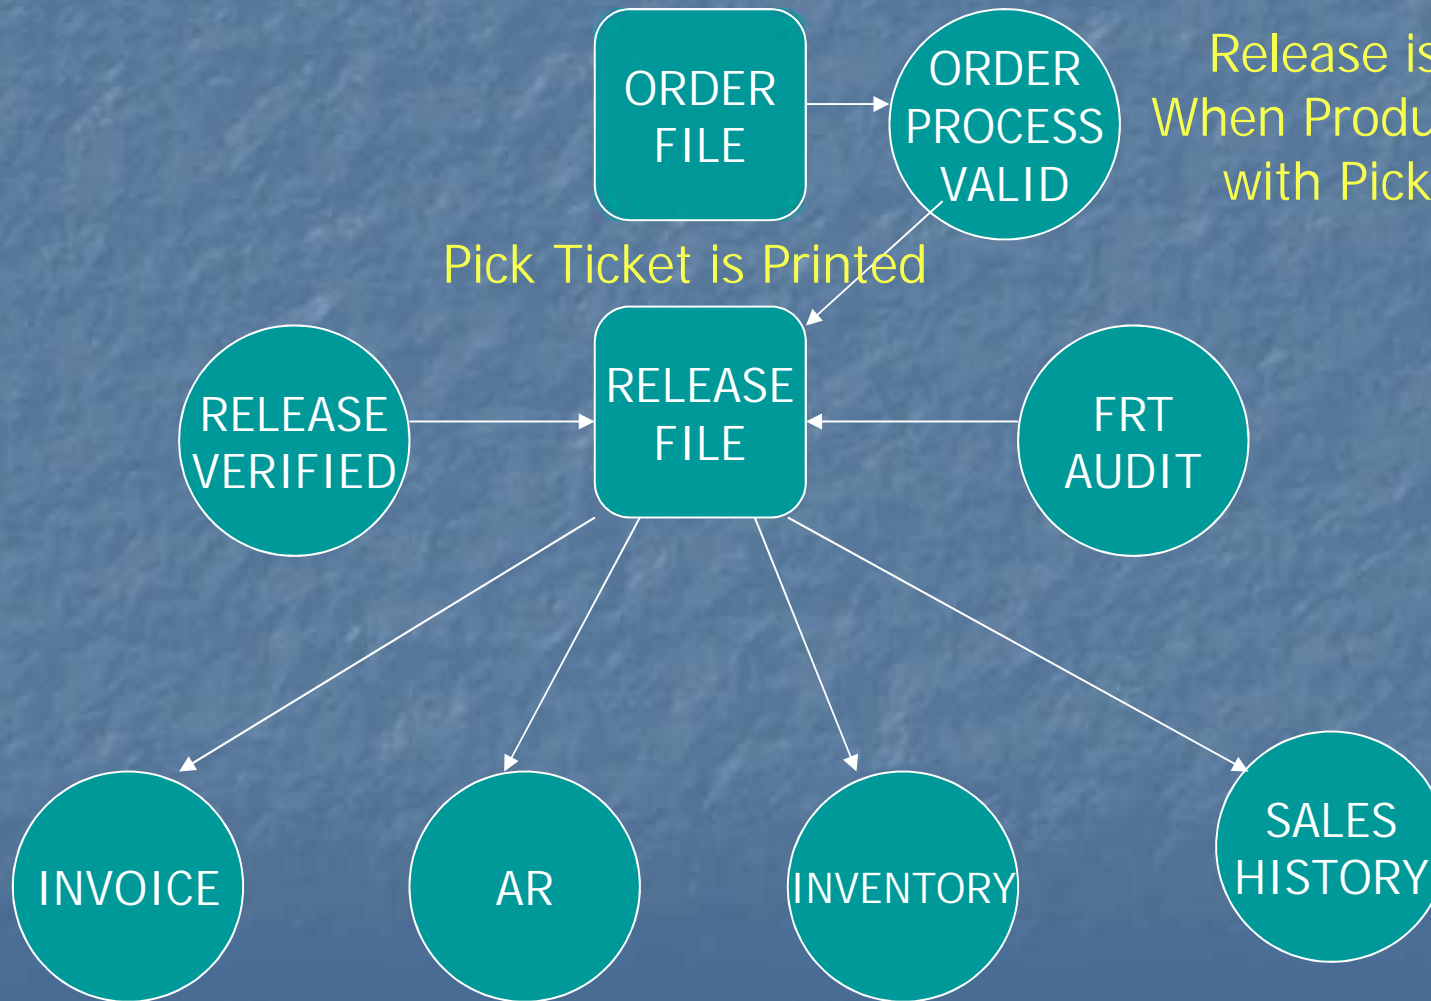 ORDER
FILE
ORDER
PROCESS
VALID
Release is
When
with Pick
Pick Ticket is Printed
RELEASE
VERIFIED
RELEASE
FILE
FRT
AUDIT
INVOICE
AR
INVENTORY
SALES
HISTORY